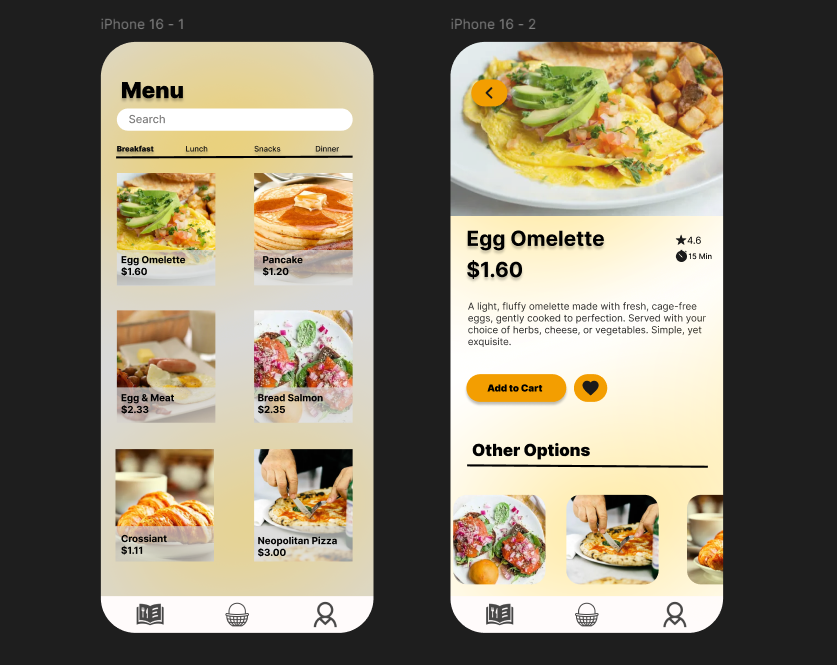 iPhone 16 - 1
Menu
Search
Breakfast Lunch Snacks Dinner
Egg Omelette
$1.60
Pancake
$1.20
Egg & Meat
$2.33
Bread Salmon
$2.35
Crossiant
$1.11
Neopolitan Pizza
$3.00
iPhone 16 - 2
Egg Omelette
$1.60
4.6
15 Min
A light, fluffy omelette made with fresh, cage-free
eggs, gently cooked to perfection. Served with your
choice of herbs, cheese, or vegetables. Simple, yet
exquisite.
Add to Cart
Other Options